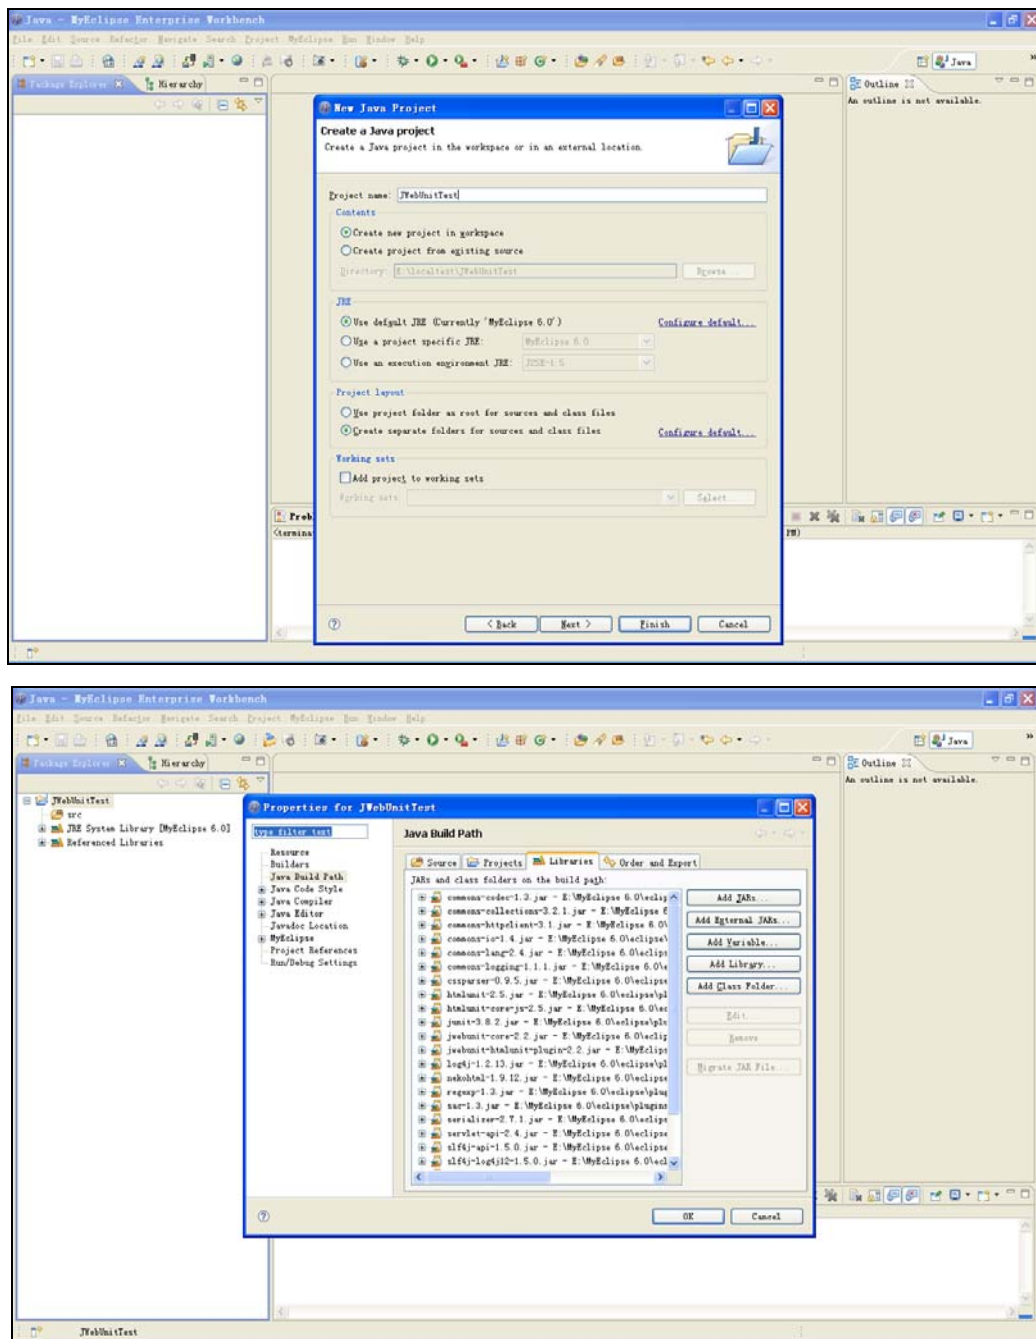 Java - MyEclipse Enterprise Workbench
File Edit Source Refactor Navigate Search Project MyEclipse Run Window Help
Java
Package Explorer Hierarchy
Outline
An outline is not available.
New Java Project
Create a Java project
Create a Java project in the workspace or in an external location.
Project name: JWebUnitTest
Contents
Create new project in workspace
Create project from existing source
Directory: E:\localtest\JWebUnitTest Browse...
JRE
Use default JRE (Currently 'MyEclipse 6.0') Configure default...
Use a project specific JRE: MyEclipse 6.0
Use an execution environment JRE: J2SE-1.5
Project layout
Use project folder as root for sources and class files
Create separate folders for sources and class files Configure default...
Working sets
Add project to working sets
Working sets: Select...
Prob
<termina
PM)
< Back Next > Finish Cancel
Java - MyEclipse Enterprise Workbench
File Edit Source Refactor Navigate Search Project MyEclipse Run Window Help
Java
Package Explorer Hierarchy
Outline
An outline is not available.
JWebUnitTest
src
JRE System Library [MyEclipse 6.0]
Referenced Libraries
Properties for JWebUnitTest
type filter text
Resource
Builders
Java Build Path
Java Code Style
Java Compiler
Java Editor
Javadoc Location
MyEclipse
Project References
Run/Debug Settings
Java Build Path
Source Projects Libraries Order and Export
JARs and class folders on the build path:
commons-codec-1.3.jar - E:\MyEclipse 6.0\eclip
commons-collections-3.2.1.jar - E:\MyEclipse 6
commons-httpclient-3.1.jar - E:\MyEclipse 6.0\
commons-io-1.4.jar - E:\MyEclipse 6.0\eclipse\
commons-lang-2.4.jar - E:\MyEclipse 6.0\eclips
commons-logging-1.1.1.jar - E:\MyEclipse 6.0\e
cssparser-0.9.5.jar - E:\MyEclipse 6.0\eclipse
htmlunit-2.5.jar - E:\MyEclipse 6.0\eclipse\pl
htmlunit-core-js-2.5.jar - E:\MyEclipse 6.0\ec
junit-3.8.2.jar - E:\MyEclipse 6.0\eclipse\plu
jwebunit-core-2.2.jar - E:\MyEclipse 6.0\eclip
jwebunit-htmlunit-plugin-2.2.jar - E:\MyEclips
log4j-1.2.13.jar - E:\MyEclipse 6.0\eclipse\pl
nekohtml-1.9.12.jar - E:\MyEclipse 6.0\eclipse
regexp-1.3.jar - E:\MyEclipse 6.0\eclipse\plug
sac-1.3.jar - E:\MyEclipse 6.0\eclipse\plugins
serializer-2.7.1.jar - E:\MyEclipse 6.0\eclips
servlet-api-2.4.jar - E:\MyEclipse 6.0\eclipse
slf4j-api-1.5.0.jar - E:\MyEclipse 6.0\eclipse
slf4j-log4j12-1.5.0.jar - E:\MyEclipse 6.0\ecl
Add JARs...
Add External JARs...
Add Variable...
Add Library...
Add Class Folder...
Edit...
Remove
Migrate JAR File...
OK Cancel
JWebUnitTest